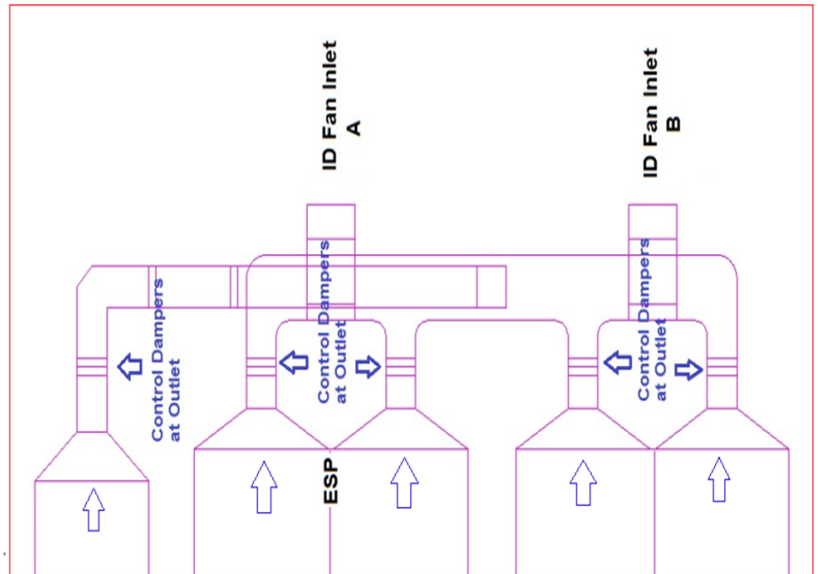 ID Fan Inlet
A
ID Fan Inlet
B
Control Dampers
at Outlet
Control Dampers
at Outlet
Control Dampers
at Outlet
ESP